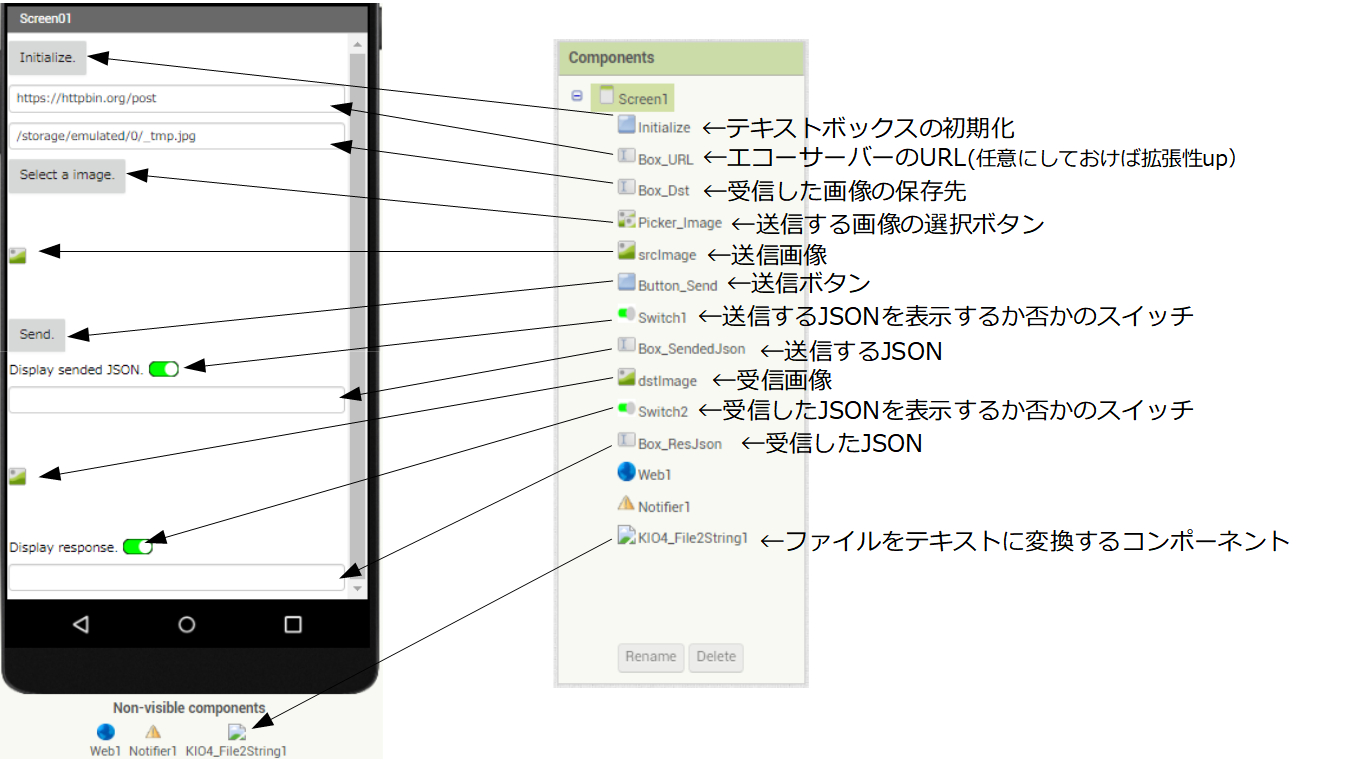 Screen01
Initialize.
https://httpbin.org/post
/storage/emulated/0/_tmp.jpg
Select a image.
Send.
Display sended JSON.
Display response.
Non-visible components
Web1 Notifier1 KIO4_File2String1
Components
Screen1
Initialize ←テキストボックスの初期化
Box_URL ←エコーサーバーのURL(任意にしておけば拡張性up)
Box_Dst ←受信した画像の保存先
Picker_Image ←送信する画像の選択ボタン
srcImage ←送信画像
Button_Send ←送信ボタン
Switch1 ←送信するJSONを表示するか否かのスイッチ
Box_SendedJson ←送信するJSON
dstImage ←受信画像
Switch2 ←受信したJSONを表示するか否かのスイッチ
Box_ResJson ←受信したJSON
Web1
Notifier1
KIO4_File2String1 ←ファイルをテキストに変換するコンポーネント
Rename Delete